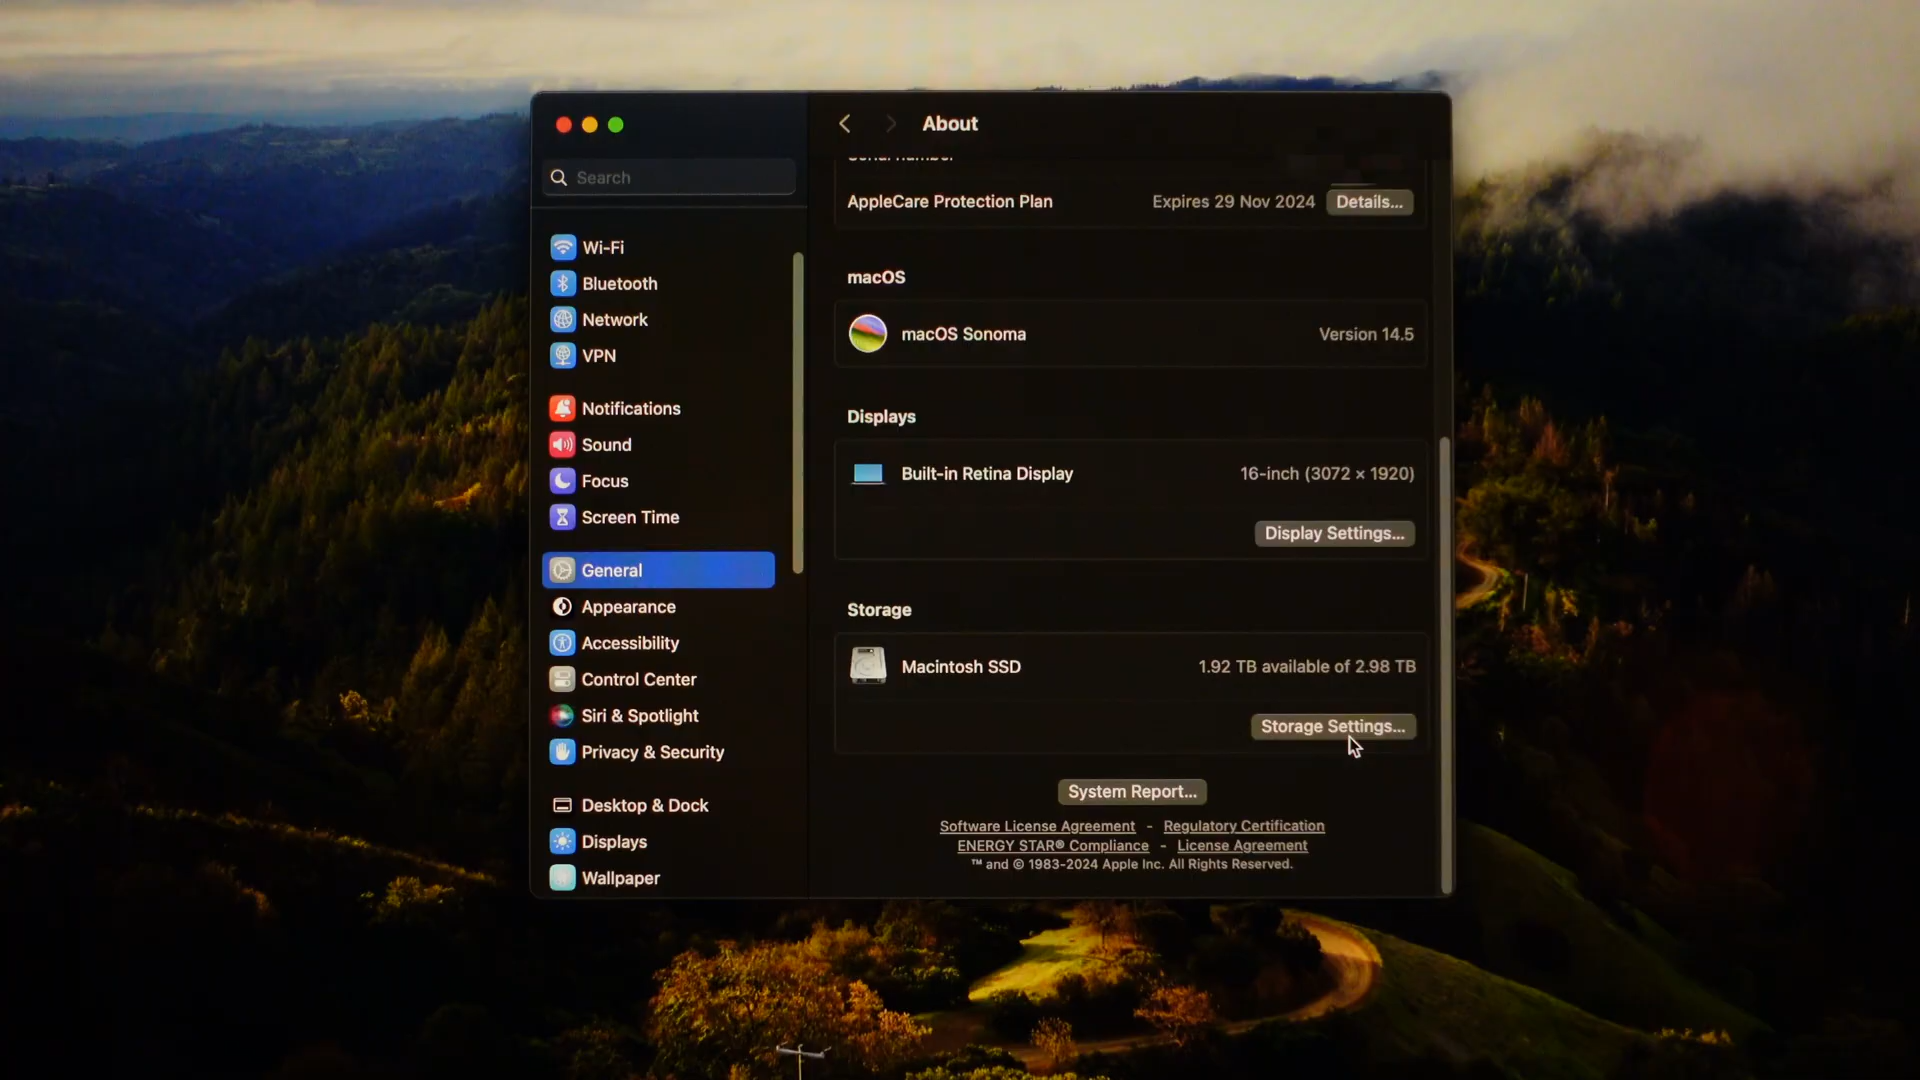 About
Search
Serial number
AppleCare Protection Plan Expires 29 Nov 2024 Details...
Wi-Fi
Bluetooth
Network
VPN
Notifications
Sound
Focus
Screen Time
General
Appearance
Accessibility
Control Center
Siri & Spotlight
Privacy & Security
Desktop & Dock
Displays
Wallpaper
macOS
macOS Sonoma Version 14.5
Displays
Built-in Retina Display 16-inch (3072 × 1920)
Display Settings...
Storage
Macintosh SSD 1.92 TB available of 2.98 TB
Storage Settings...
System Report...
Software License Agreement - Regulatory Certification
ENERGY STAR® Compliance - License Agreement
™ and © 1983-2024 Apple Inc. All Rights Reserved.